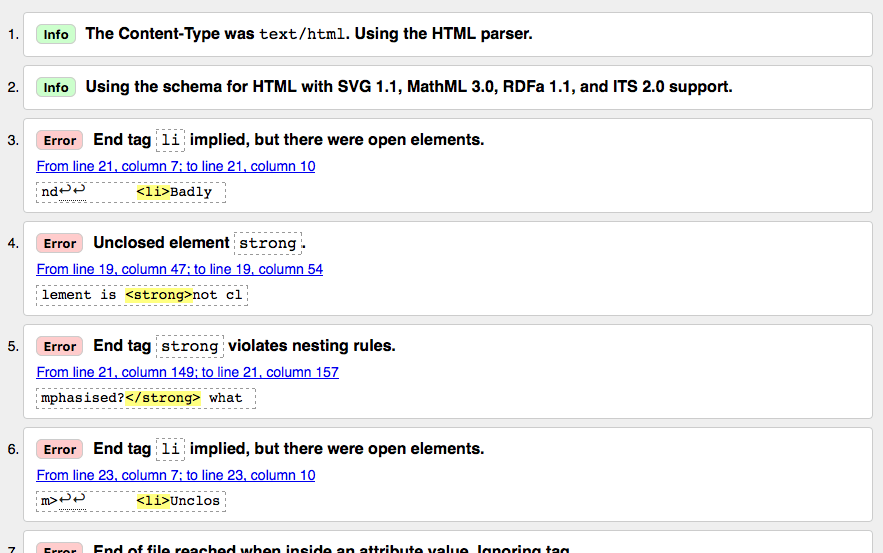 1. Info The Content-Type was text/html. Using the HTML parser.
2. Info Using the schema for HTML with SVG 1.1, MathML 3.0, RDFa 1.1, and ITS 2.0 support.
3. Error End tag li implied, but there were open elements.
From line 21, column 7; to line 21, column 10
nd↩↩ <li>Badly
4. Error Unclosed element strong.
From line 19, column 47; to line 19, column 54
lement is <strong>not cl
5. Error End tag strong violates nesting rules.
From line 21, column 149; to line 21, column 157
mphasised?</strong> what
6. Error End tag li implied, but there were open elements.
From line 23, column 7; to line 23, column 10
m>↩↩ <li>Unclos
7. Error End of file reached when inside an attribute value. Ignoring tag.